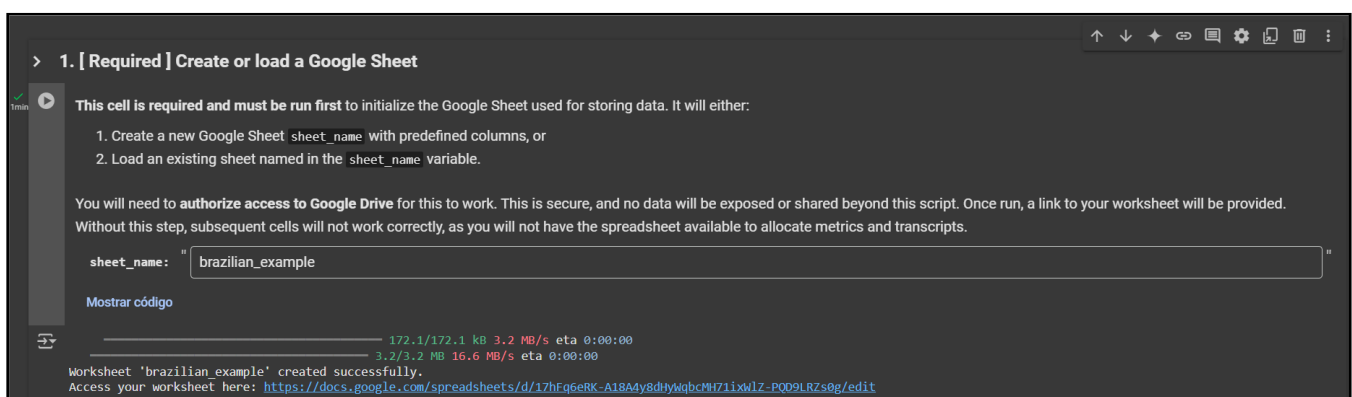 1. [ Required ] Create or load a Google Sheet
1min
This cell is required and must be run first to initialize the Google Sheet used for storing data. It will either:
1. Create a new Google Sheet sheet_name with predefined columns, or
2. Load an existing sheet named in the sheet_name variable.
You will need to authorize access to Google Drive for this to work. This is secure, and no data will be exposed or shared beyond this script. Once run, a link to your worksheet will be provided.
Without this step, subsequent cells will not work correctly, as you will not have the spreadsheet available to allocate metrics and transcripts.
sheet_name: " brazilian_example "
Mostrar código
172.1/172.1 kB 3.2 MB/s eta 0:00:00
3.2/3.2 MB 16.6 MB/s eta 0:00:00
Worksheet 'brazilian_example' created successfully.
Access your worksheet here: https://docs.google.com/spreadsheets/d/17hFq6eRK-A18A4y8dHyWqbcMH71ixWlZ-PQD9LRZs0g/edit